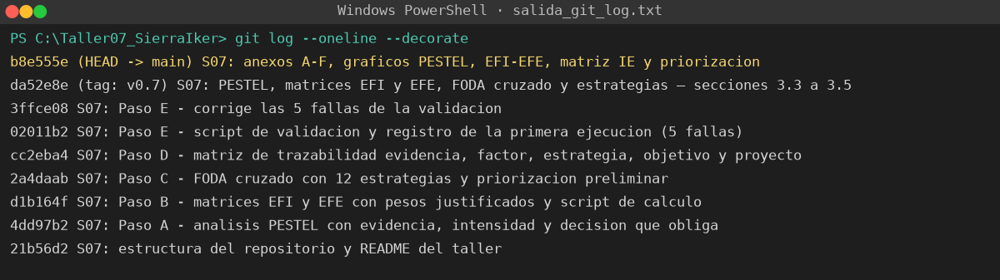 Windows PowerShell · salida_git_log.txt
PS C:\Taller07_SierraIker> git log --oneline --decorate
b8e555e (HEAD -> main) S07: anexos A-F, graficos PESTEL, EFI-EFE, matriz IE y priorizacion
da52e8e (tag: v0.7) S07: PESTEL, matrices EFI y EFE, FODA cruzado y estrategias — secciones 3.3 a 3.5
3ffce08 S07: Paso E - corrige las 5 fallas de la validacion
02011b2 S07: Paso E - script de validacion y registro de la primera ejecucion (5 fallas)
cc2eba4 S07: Paso D - matriz de trazabilidad evidencia, factor, estrategia, objetivo y proyecto
2a4daab S07: Paso C - FODA cruzado con 12 estrategias y priorizacion preliminar
d1b164f S07: Paso B - matrices EFI y EFE con pesos justificados y script de calculo
4dd97b2 S07: Paso A - analisis PESTEL con evidencia, intensidad y decision que obliga
21b56d2 S07: estructura del repositorio y README del taller